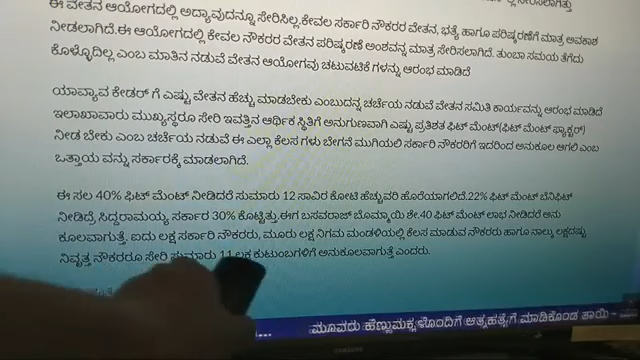 ಈ ವೇತನ ಆಯೋಗದಲ್ಲಿ ಅದ್ಯಾವುದನ್ನೂ ಸೇರಿಸಿಲ್ಲ.ಕೇವಲ ಸರ್ಕಾರಿ ನೌಕರರ ವೇತನ, ಭತ್ಯೆ ಹಾಗೂ ಪರಿಷ್ಕರಣೆಗೆ ಮಾತ್ರ ಅವಕಾಶ
ನೀಡಲಾಗಿದೆ.ಈ ಆಯೋಗದಲ್ಲಿ ಕೇವಲ ನೌಕರರ ವೇತನ ಪರಿಷ್ಕರಣೆ ಅಂಶವನ್ನ ಮಾತ್ರ ಸೇರಿಸಲಾಗಿದೆ. ತುಂಬಾ ಸಮಯ ತೆಗೆದು
ಕೊಳ್ಳೊದಿಲ್ಲ ಎಂಬ ಮಾತಿನ ನಡುವೆ ವೇತನ ಆಯೋಗವು ಚಟುವಟಿಕೆ ಗಳನ್ನು ಆರಂಭ ಮಾಡಿದೆ
ಯಾವ್ಯಾವ ಕೇಡರ್ ಗೆ ಎಷ್ಟು ವೇತನ ಹೆಚ್ಚು ಮಾಡಬೇಕು ಎಂಬುದನ್ನ ಚರ್ಚೆಯ ನಡುವೆ ವೇತನ ಸಮಿತಿ ಕಾರ್ಯವನ್ನು ಆರಂಭ ಮಾಡಿದೆ
ಇಲಾಖಾವಾರು ಮುಖ್ಯಸ್ಥರೂ ಸೇರಿ ಇವತ್ತಿನ ಆರ್ಥಿಕ ಸ್ಥಿತಿಗೆ ಅನುಗುಣವಾಗಿ ಎಷ್ಟು ಪ್ರತಿಶತ ಫಿಟ್ ಮೆಂಟ್(ಫಿಟ್ ಮೆಂಟ್ ಫ್ಯಾಕ್ಟರ್)
ನೀಡ ಬೇಕು ಎಂಬ ಚರ್ಚೆಯ ನಡುವೆ ಈ ಎಲ್ಲಾ ಕೆಲಸ ಗಳು ಬೇಗನೆ ಮುಗಿಯಲಿ ಸರ್ಕಾರಿ ನೌಕರರಿಗೆ ಇದರಿಂದ ಅನುಕೂಲ ಆಗಲಿ ಎಂಬ
ಒತ್ತಾಯ ವನ್ನು ಸರ್ಕಾರಕ್ಕೆ ಮಾಡಲಾಗಿದೆ.
ಈ ಸಲ 40% ಫಿಟ್ ಮೆಂಟ್ ನೀಡಿದರೆ ಸುಮಾರು 12 ಸಾವಿರ ಕೋಟಿ ಹೆಚ್ಚುವರಿ ಹೊರೆಯಾಗಲಿದೆ.22% ಫಿಟ್ ಮೆಂಟ್ ಬೆನಿಫಿಟ್
ನೀಡಿದ್ರೆ ಸಿದ್ದರಾಮಯ್ಯ ಸರ್ಕಾರ 30% ಕೊಟ್ಟಿತ್ತು.ಈಗ ಬಸವರಾಜ್ ಬೊಮ್ಮಾಯಿ ಶೇ.40 ಫಿಟ್ ಮೆಂಟ್ ಲಾಭ ನೀಡಿದರೆ ಅನು
ಕೂಲವಾಗುತ್ತೆ. ಐದು ಲಕ್ಷ ಸರ್ಕಾರಿ ನೌಕರರು, ಮೂರು ಲಕ್ಷ ನಿಗಮ ಮಂಡಳಿಯಲ್ಲಿ ಕೆಲಸ ಮಾಡುವ ನೌಕರರು ಹಾಗೂ ನಾಲ್ಕು ಲಕ್ಷದಷ್ಟು
ನಿವೃತ್ತ ನೌಕರರೂ ಸೇರಿ ಸುಮಾರು 11 ಲಕ್ಷ ಕುಟುಂಬಗಳಿಗೆ ಅನುಕೂಲವಾಗುತ್ತೆ ಎಂದರು.
... ಮೂವರು ಹೆಣ್ಣುಮಕ್ಕಳೊಂದಿಗೆ ಆತ್ಮಹತ್ಯೆಗೆ ಮಾಡಿಕೊಂಡ ತಾಯಿ –
SAMSUNG